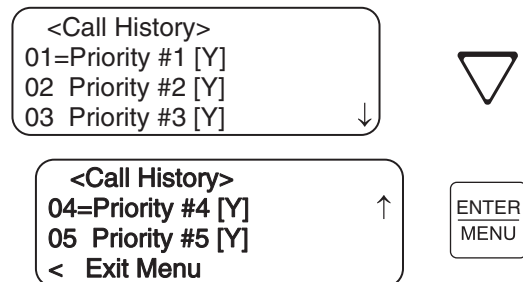 <Call History>
01=Priority #1 [Y]
02 Priority #2 [Y]
03 Priority #3 [Y] ↓
<Call History>
04=Priority #4 [Y] ↑
05 Priority #5 [Y]
< Exit Menu
ENTER
MENU